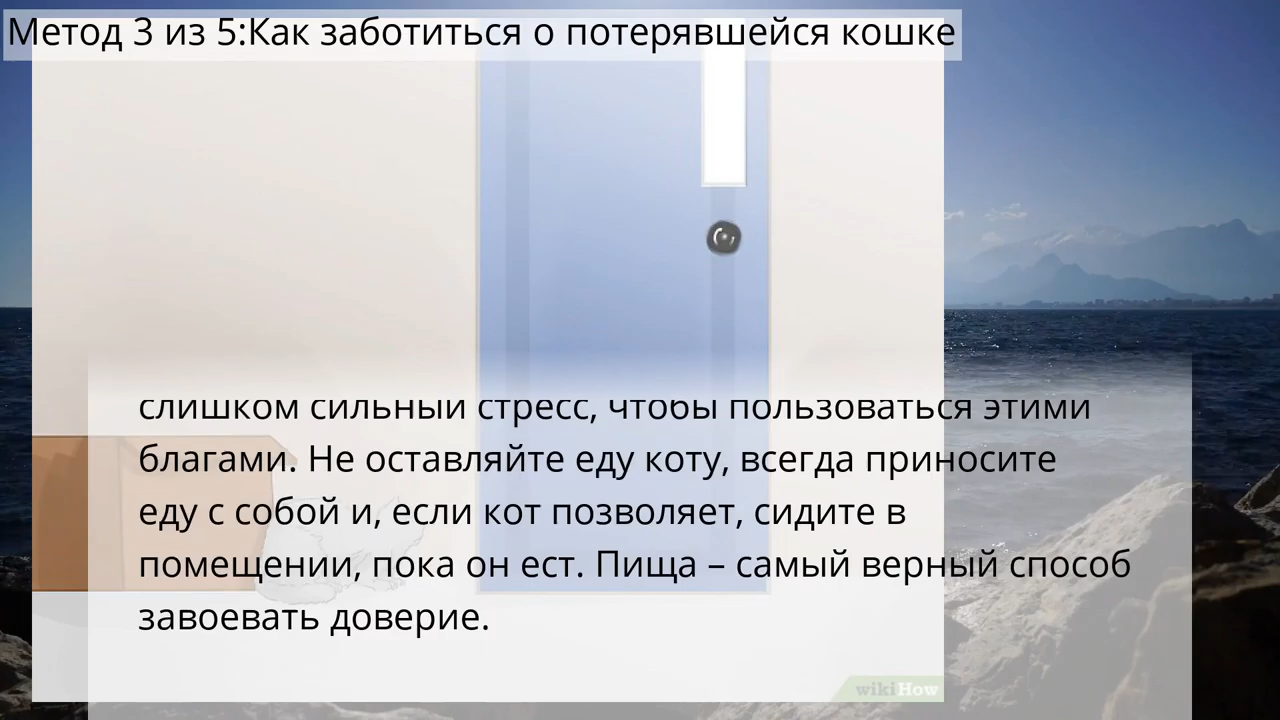 Метод 3 из 5:Как заботиться о потерявшейся кошке
слишком сильный стресс, чтобы пользоваться этими
благами. Не оставляйте еду коту, всегда приносите
еду с собой и, если кот позволяет, сидите в
помещении, пока он ест. Пища – самый верный способ
завоевать доверие.
wikiHow